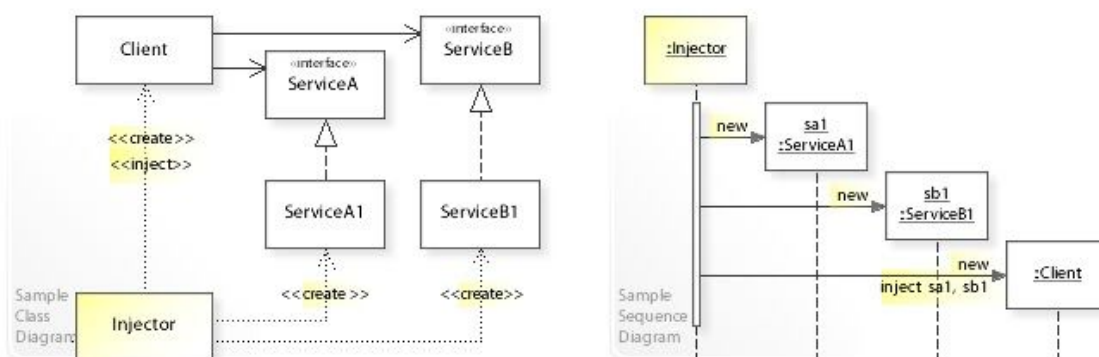 Client
«interface»
ServiceB
«interface»
ServiceA
<<create>>
<<inject>>
ServiceA1
ServiceB1
<<create >>
<<create>>
Injector
Sample
Class
Diagram
:Injector
new
sa1
:ServiceA1
new
sb1
:ServiceB1
new
inject sa1, sb1
:Client
Sample
Sequence
Diagram